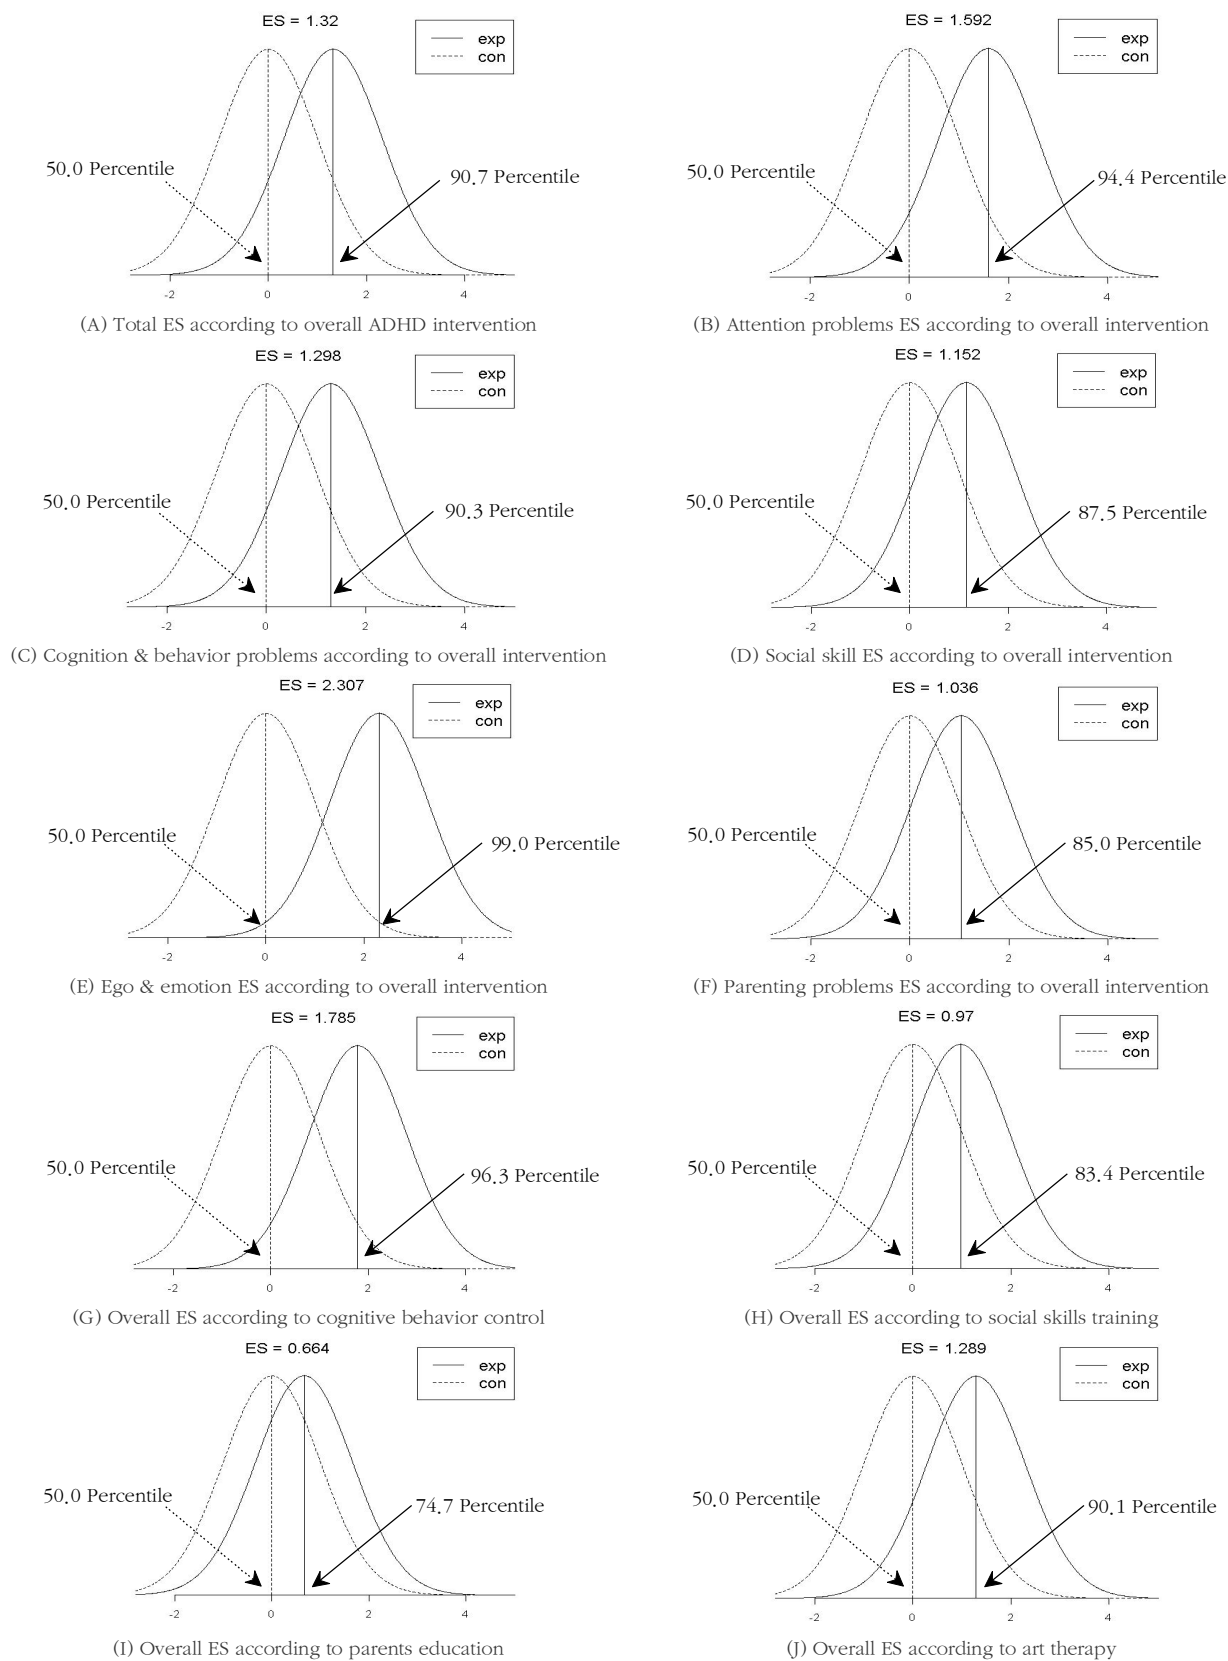 ES = 1.32
exp
con
50.0 Percentile
90.7 Percentile
-2 0 2 4
(A) Total ES according to overall ADHD intervention
ES = 1.592
exp
con
50.0 Percentile
94.4 Percentile
-2 0 2 4
(B) Attention problems ES according to overall intervention
ES = 1.298
exp
con
50.0 Percentile
90.3 Percentile
-2 0 2 4
(C) Cognition & behavior problems according to overall intervention
ES = 1.152
exp
con
50.0 Percentile
87.5 Percentile
-2 0 2 4
(D) Social skill ES according to overall intervention
ES = 2.307
exp
con
50.0 Percentile
99.0 Percentile
-2 0 2 4
(E) Ego & emotion ES according to overall intervention
ES = 1.036
exp
con
50.0 Percentile
85.0 Percentile
-2 0 2 4
(F) Parenting problems ES according to overall intervention
ES = 1.785
exp
con
50.0 Percentile
96.3 Percentile
-2 0 2 4
(G) Overall ES according to cognitive behavior control
ES = 0.97
exp
con
50.0 Percentile
83.4 Percentile
-2 0 2 4
(H) Overall ES according to social skills training
ES = 0.664
exp
con
50.0 Percentile
74.7 Percentile
-2 0 2 4
(I) Overall ES according to parents education
ES = 1.289
exp
con
50.0 Percentile
90.1 Percentile
-2 0 2 4
(J) Overall ES according to art therapy